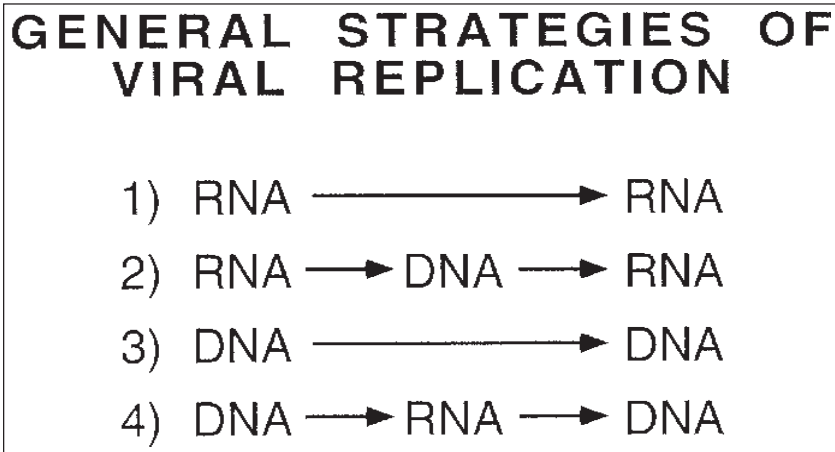 GENERAL STRATEGIES OF
VIRAL REPLICATION
1) RNA → RNA
2) RNA → DNA → RNA
3) DNA → DNA
4) DNA → RNA → DNA